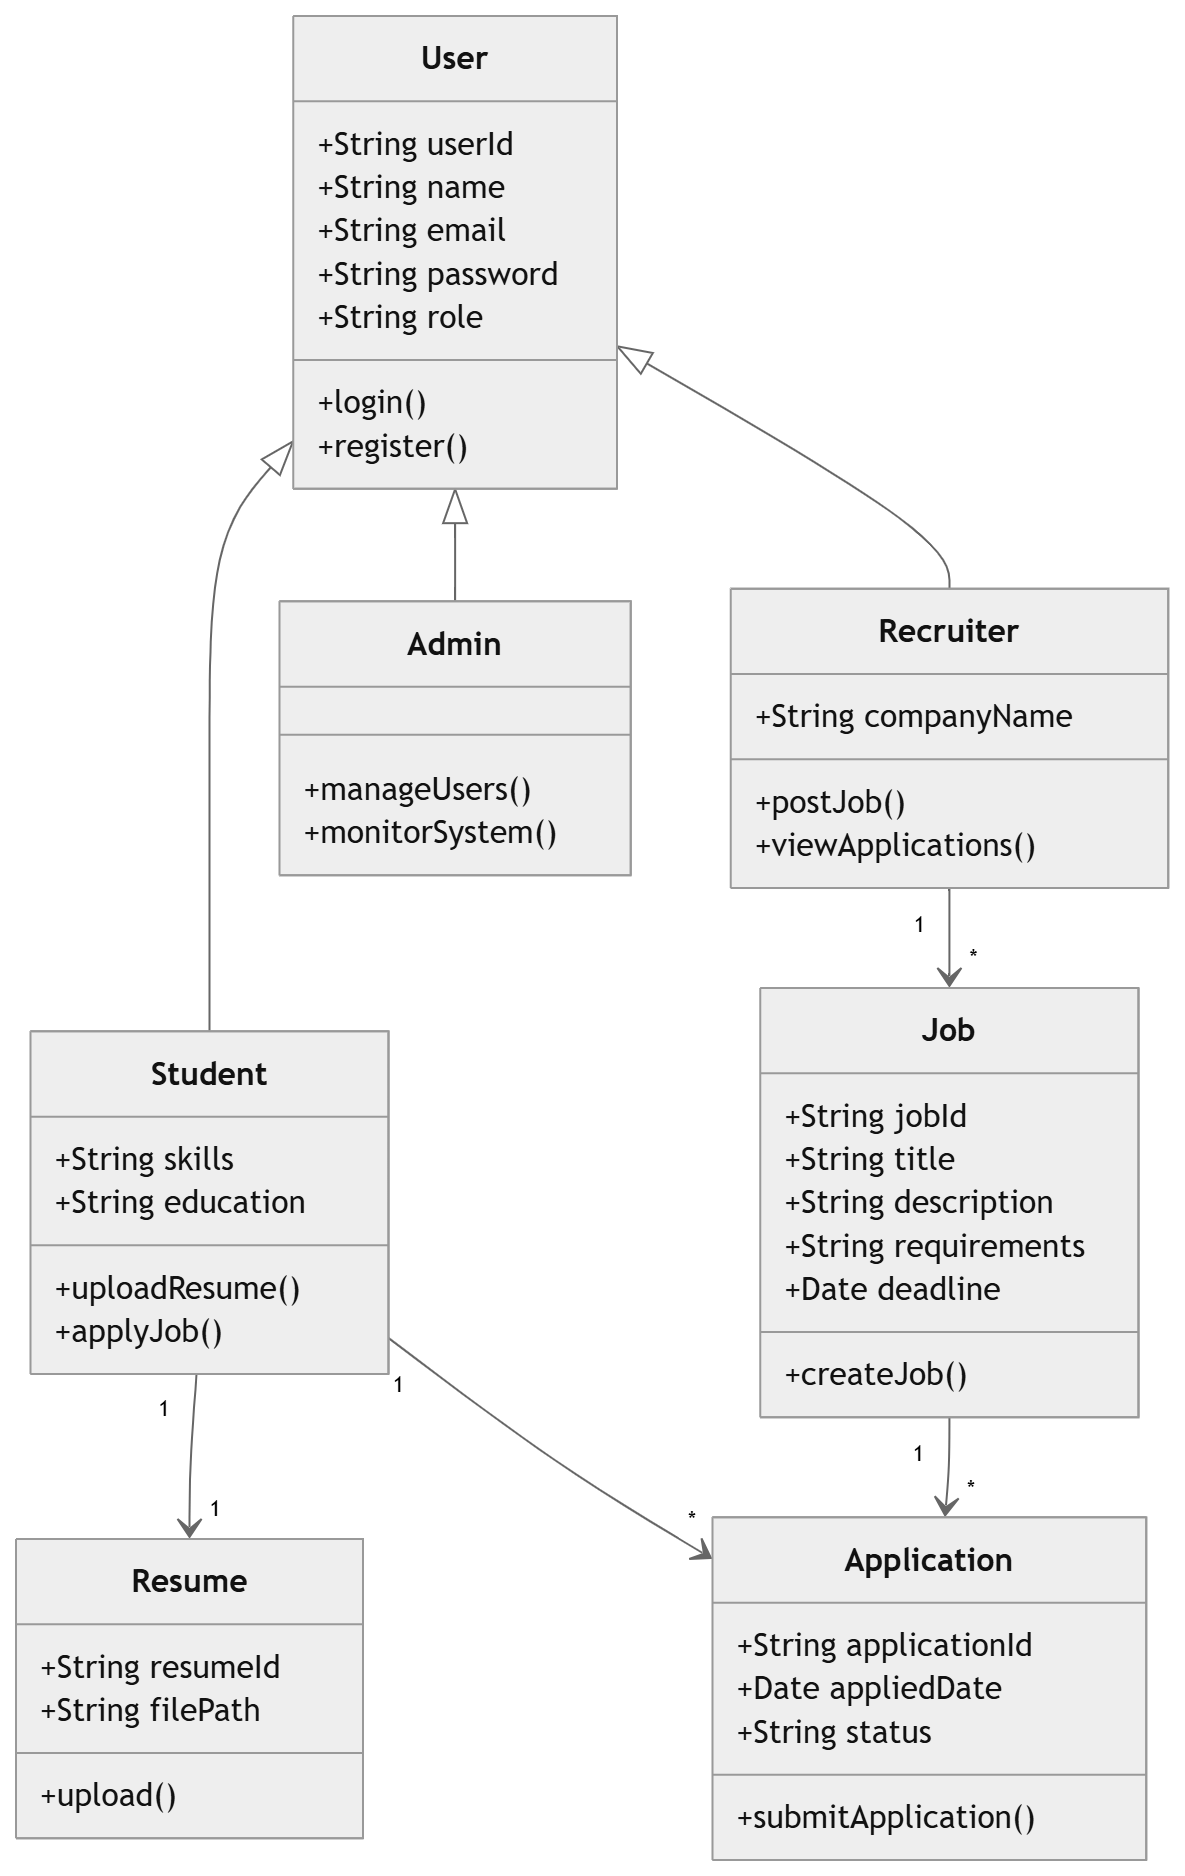 User
+String userId
+String name
+String email
+String password
+String role
+login()
+register()
Admin
+manageUsers()
+monitorSystem()
Recruiter
+String companyName
+postJob()
+viewApplications()
1
*
Job
+String jobId
+String title
+String description
+String requirements
+Date deadline
+createJob()
1
*
Student
+String skills
+String education
+uploadResume()
+applyJob()
1
1
1
*
Resume
+String resumeId
+String filePath
+upload()
Application
+String applicationId
+Date appliedDate
+String status
+submitApplication()